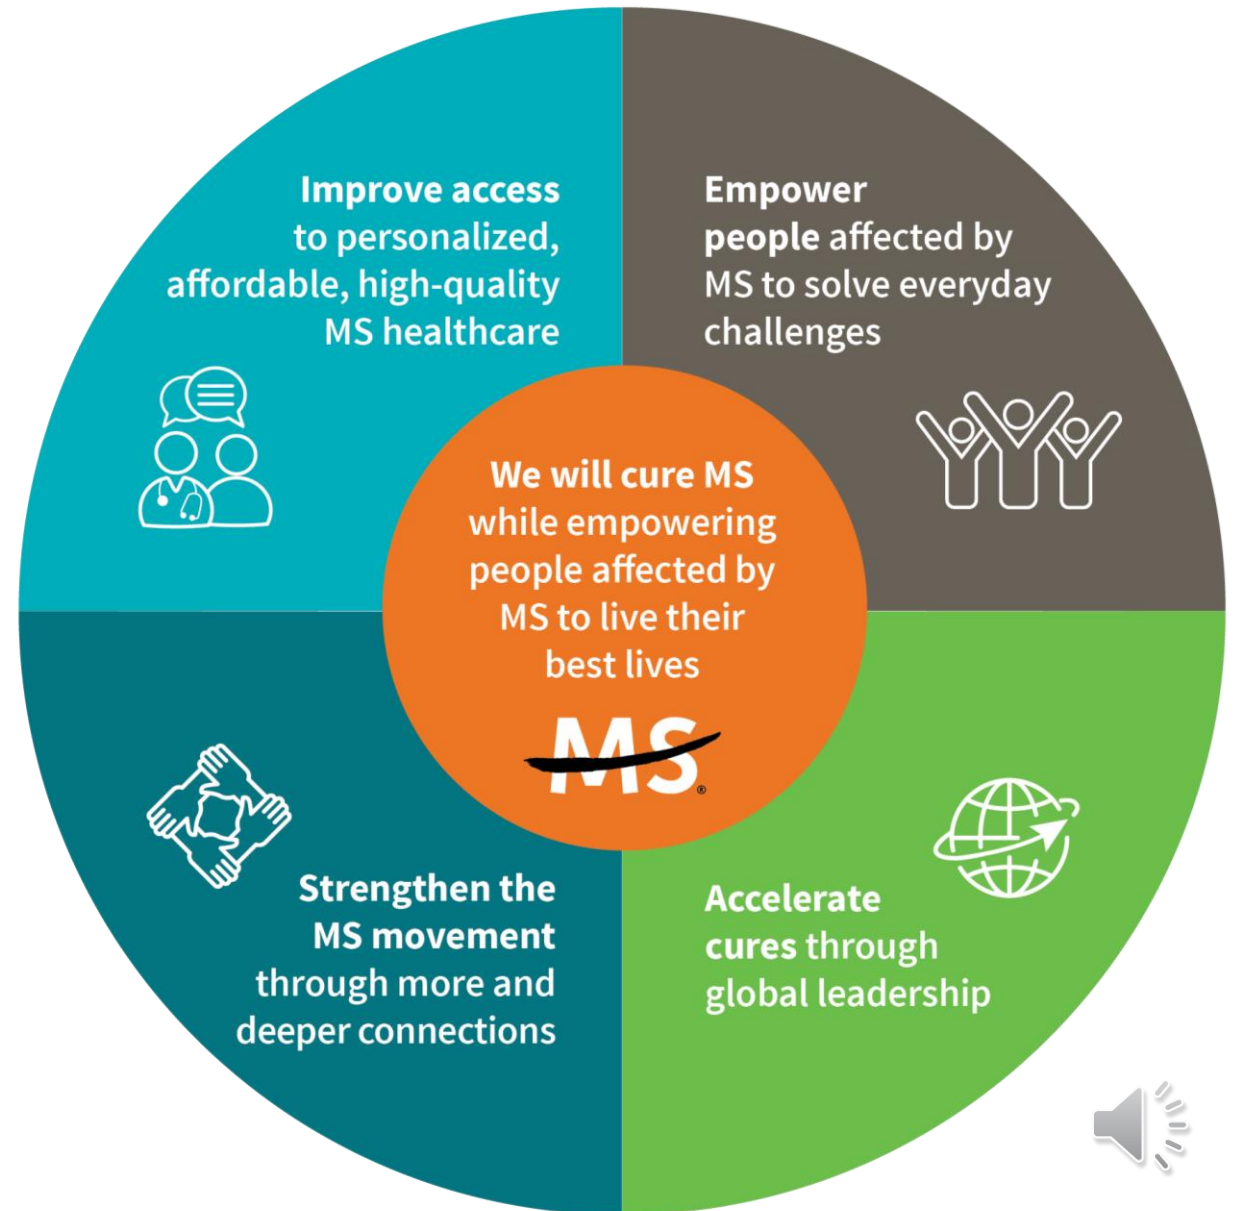 Improve access
to personalized,
affordable, high-quality
MS healthcare
Empower
people affected by
MS to solve everyday
challenges
We will cure MS
while empowering
people affected by
MS to live their
best lives
MS®
Strengthen the
MS movement
through more and
deeper connections
Accelerate
cures through
global leadership